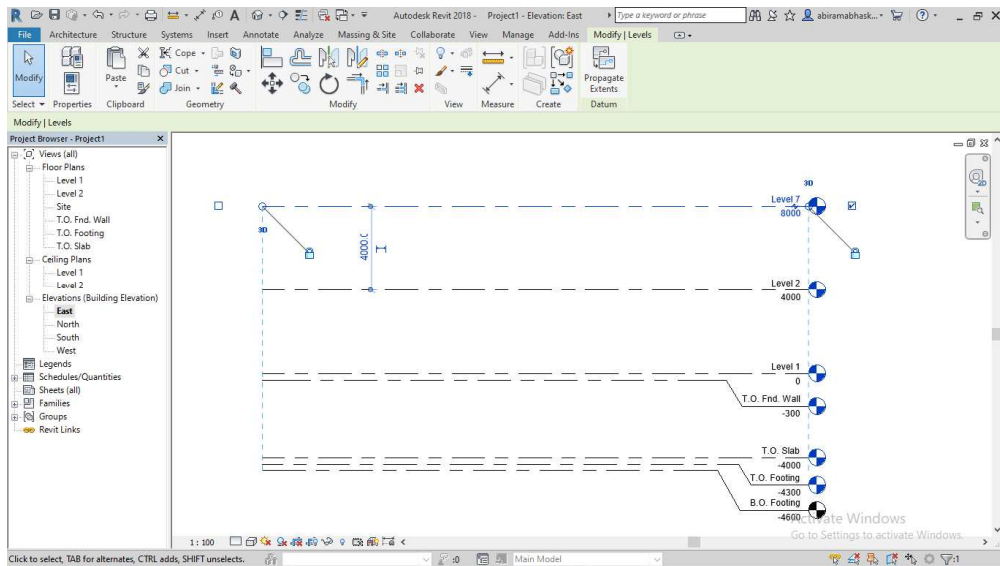 Autodesk Revit 2018 - Project1 - Elevation: East
Type a keyword or phrase
abiramabhask...
File Architecture Structure Systems Insert Annotate Analyze Massing & Site Collaborate View Manage Add-Ins Modify | Levels
Modify
Paste
Cope
Cut
Join
Propagate
Extents
Select Properties Clipboard Geometry Modify View Measure Create Datum
Modify | Levels
Project Browser - Project1
Views (all)
Floor Plans
Level 1
Level 2
Site
T.O. Fnd. Wall
T.O. Footing
T.O. Slab
Ceiling Plans
Level 1
Level 2
Elevations (Building Elevation)
East
North
South
West
Legends
Schedules/Quantities
Sheets (all)
Families
Groups
Revit Links
3D
Level 7
8000
3D
4000.0
Level 2
4000
Level 1
0
T.O. Fnd. Wall
-300
T.O. Slab
-4000
T.O. Footing
-4300
B.O. Footing
-4600
2D
Activate Windows
Go to Settings to activate Windows.
1 : 100
Click to select, TAB for alternates, CTRL adds, SHIFT unselects.
:0
Main Model
:1